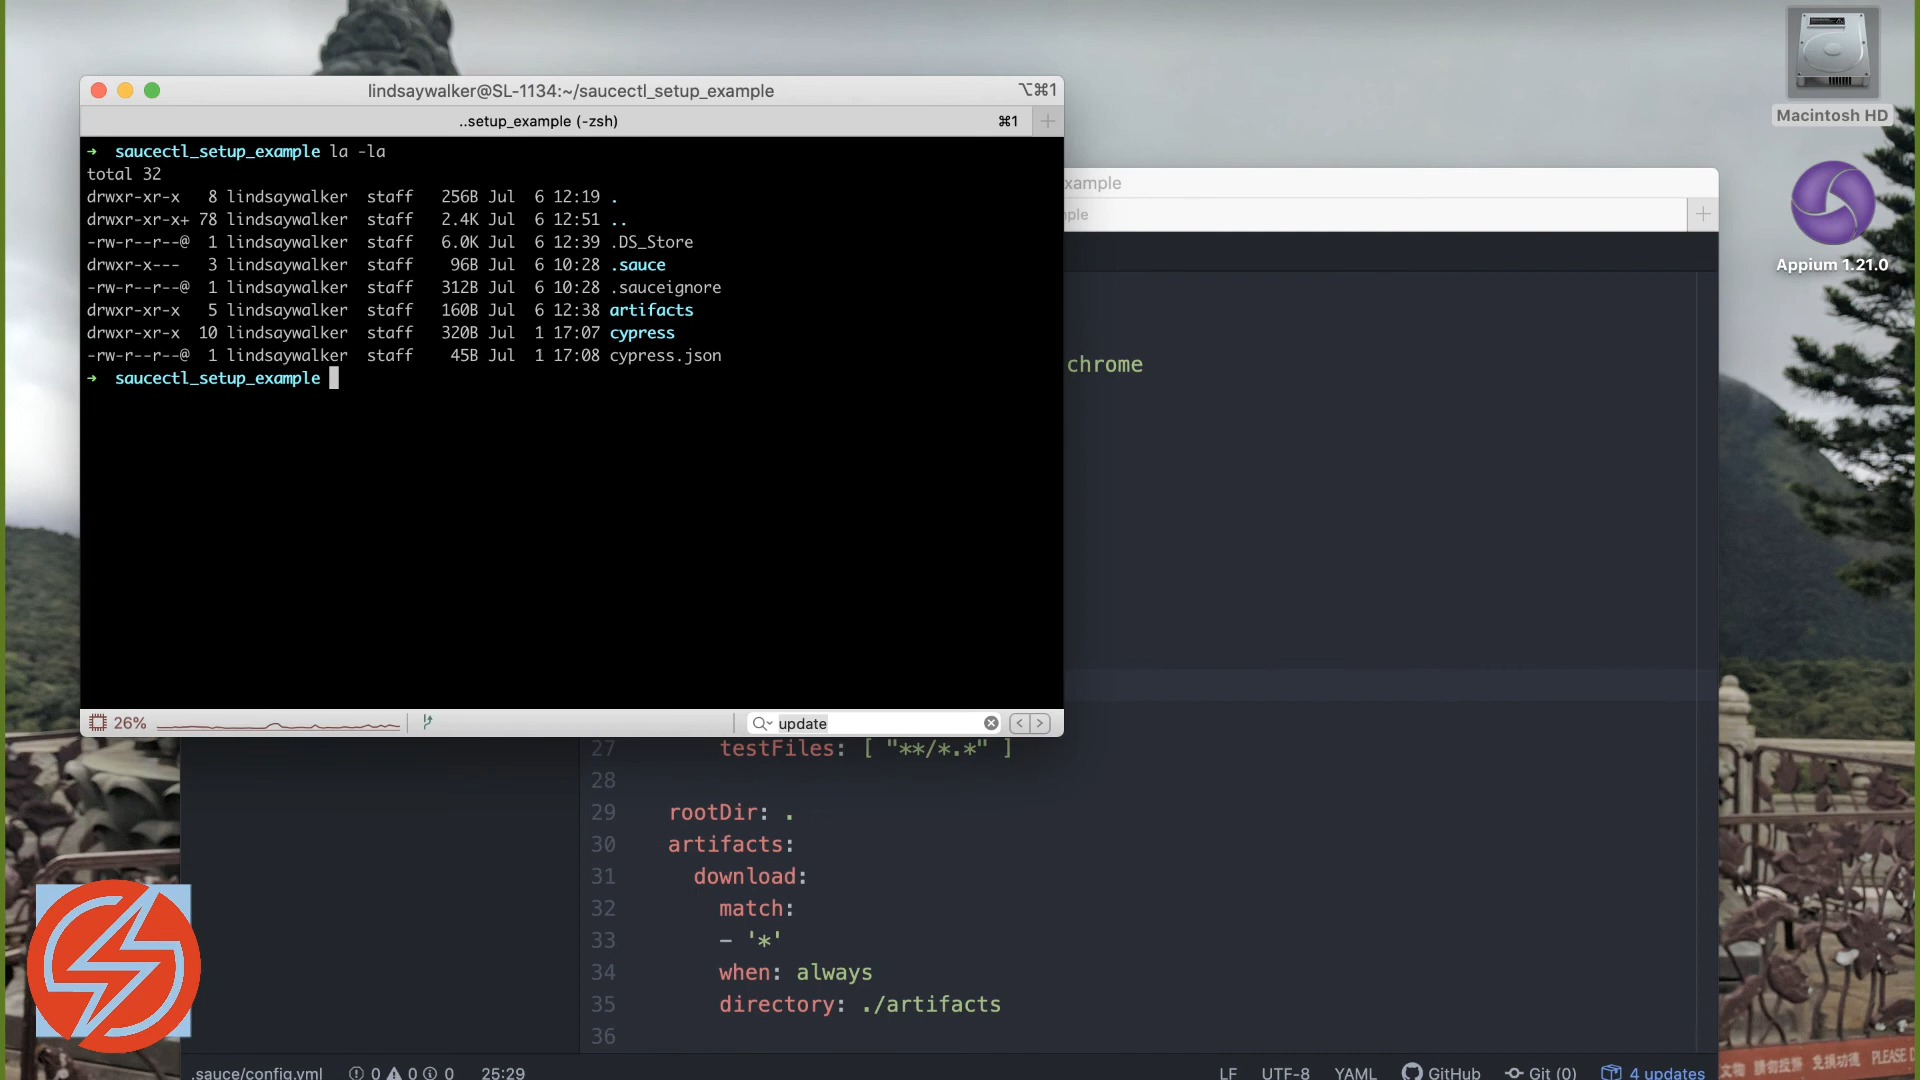 lindsaywalker@SL-1134:~/saucectl_setup_example ⌥⌘1
..setup_example (-zsh) ⌘1
➜ saucectl_setup_example la -la
total 32
drwxr-xr-x 8 lindsaywalker staff 256B Jul 6 12:19 .
drwxr-xr-x+ 78 lindsaywalker staff 2.4K Jul 6 12:51 ..
-rw-r--r--@ 1 lindsaywalker staff 6.0K Jul 6 12:39 .DS_Store
drwxr-x--- 3 lindsaywalker staff 96B Jul 6 10:28 .sauce
-rw-r--r--@ 1 lindsaywalker staff 312B Jul 6 10:28 .sauceignore
drwxr-xr-x 5 lindsaywalker staff 160B Jul 6 12:38 artifacts
drwxr-xr-x 10 lindsaywalker staff 320B Jul 1 17:07 cypress
-rw-r--r--@ 1 lindsaywalker staff 45B Jul 1 17:08 cypress.json
➜ saucectl_setup_example
26%
update
xample
ple
chrome
27 testFiles: [ "**/*.*" ]
28
29 rootDir: .
30 artifacts:
31 download:
32 match:
33 - '*'
34 when: always
35 directory: ./artifacts
36
.sauce/config.yml 0 0 0 25:29
LF UTF-8 YAML GitHub Git (0) 4 updates
Macintosh HD
Appium 1.21.0
PLEASE